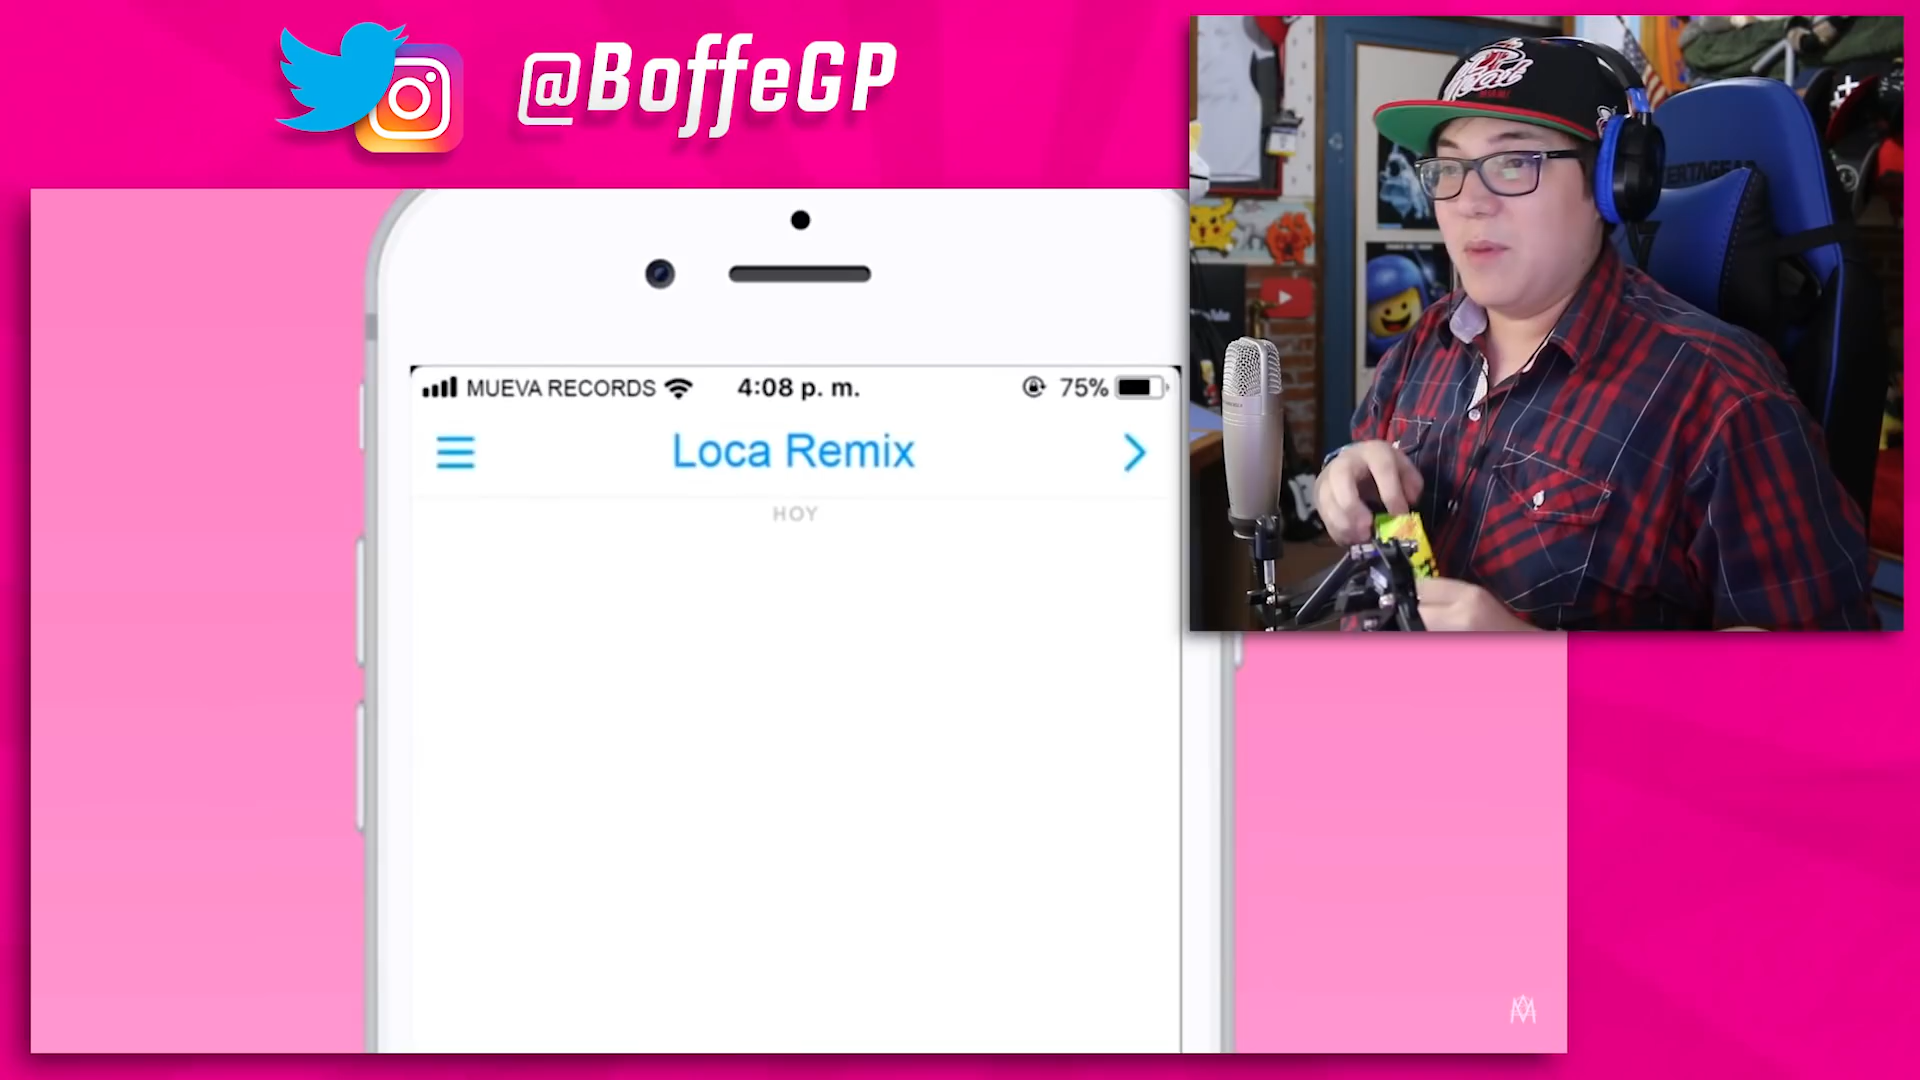 @BoffeGP
MUEVA RECORDS
4:08 p. m.
75%
Loca Remix
HOY